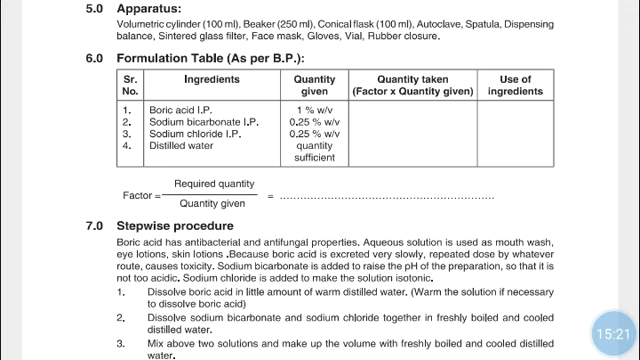 5.0 Apparatus:
Volumetric cylinder (100 ml), Beaker (250 ml), Conical flask (100 ml), Autoclave, Spatula, Dispensing
balance, Sintered glass filter, Face mask, Gloves, Vial, Rubber closure.
6.0 Formulation Table (As per B.P.):
Sr. No. Ingredients Quantity given Quantity taken (Factor x Quantity given) Use of ingredients
1. Boric acid I.P. 1 % w/v
2. Sodium bicarbonate I.P. 0.25 % w/v
3. Sodium chloride I.P. 0.25 % w/v
4. Distilled water quantity sufficient
Factor = Required quantity / Quantity given = ................................................................
7.0 Stepwise procedure
Boric acid has antibacterial and antifungal properties. Aqueous solution is used as mouth wash,
eye lotions, skin lotions .Because boric acid is excreted very slowly, repeated dose by whatever
route, causes toxicity. Sodium bicarbonate is added to raise the pH of the preparation, so that it is
not too acidic. Sodium chloride is added to make the solution isotonic.
1. Dissolve boric acid in little amount of warm distilled water. (Warm the solution if necessary
to dissolve boric acid)
2. Dissolve sodium bicarbonate and sodium chloride together in freshly boiled and cooled
distilled water.
3. Mix above two solutions and make up the volume with freshly boiled and cooled distilled
water.
15:21